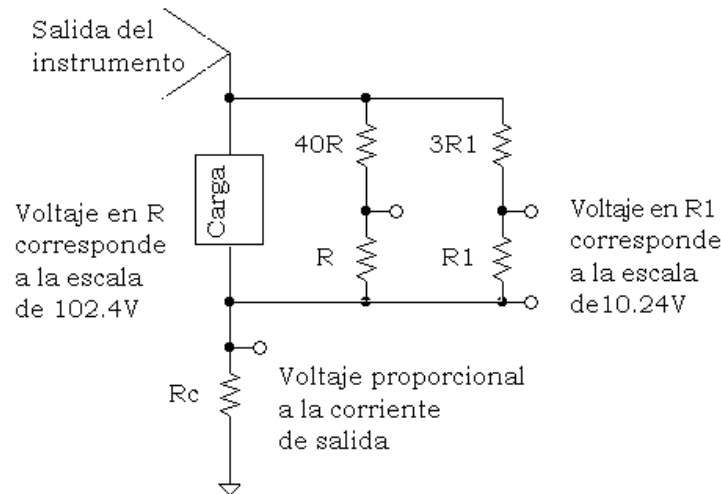 Salida del
instrumento
40R
3R1
Carga
Voltaje en R
corresponde
a la escala
de 102.4V
R
R1
Voltaje en R1
corresponde
a la escala
de10.24V
Rc
Voltaje proporcional
a la corriente
de salida